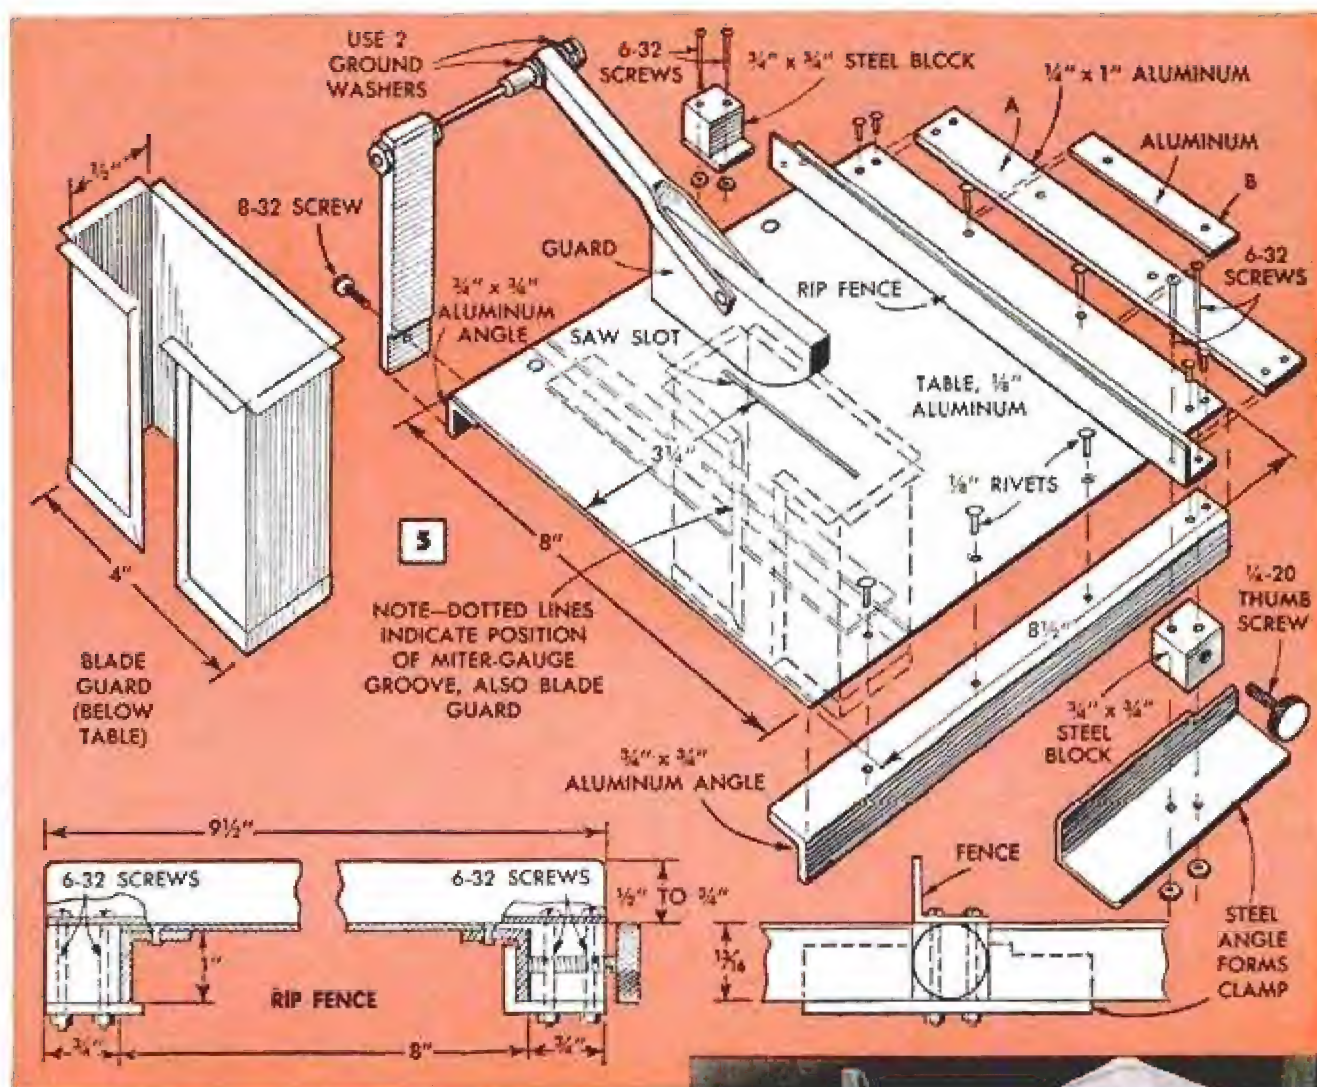 USE 2
GROUND
WASHERS
6-32
SCREWS
¾" x ¾" STEEL BLOCK
¼" x 1" ALUMINUM
A
ALUMINUM
B
8-32 SCREW
GUARD
¾" x ¾"
ALUMINUM
ANGLE
SAW SLOT
RIP FENCE
6-32
SCREWS
TABLE, ⅛"
ALUMINUM
3¼"
⅛" RIVETS
5
8"
4"
BLADE
GUARD
(BELOW
TABLE)
NOTE—DOTTED LINES
INDICATE POSITION
OF MITER-GAUGE
GROOVE, ALSO BLADE
GUARD
8½"
¼-20
THUMB
SCREW
¾" x ¾"
STEEL
BLOCK
¾" x ¾"
ALUMINUM ANGLE
9½"
6-32 SCREWS
6-32 SCREWS
½" TO ¾"
1"
RIP FENCE
¾"
8"
¾"
FENCE
STEEL
ANGLE
FORMS
CLAMP